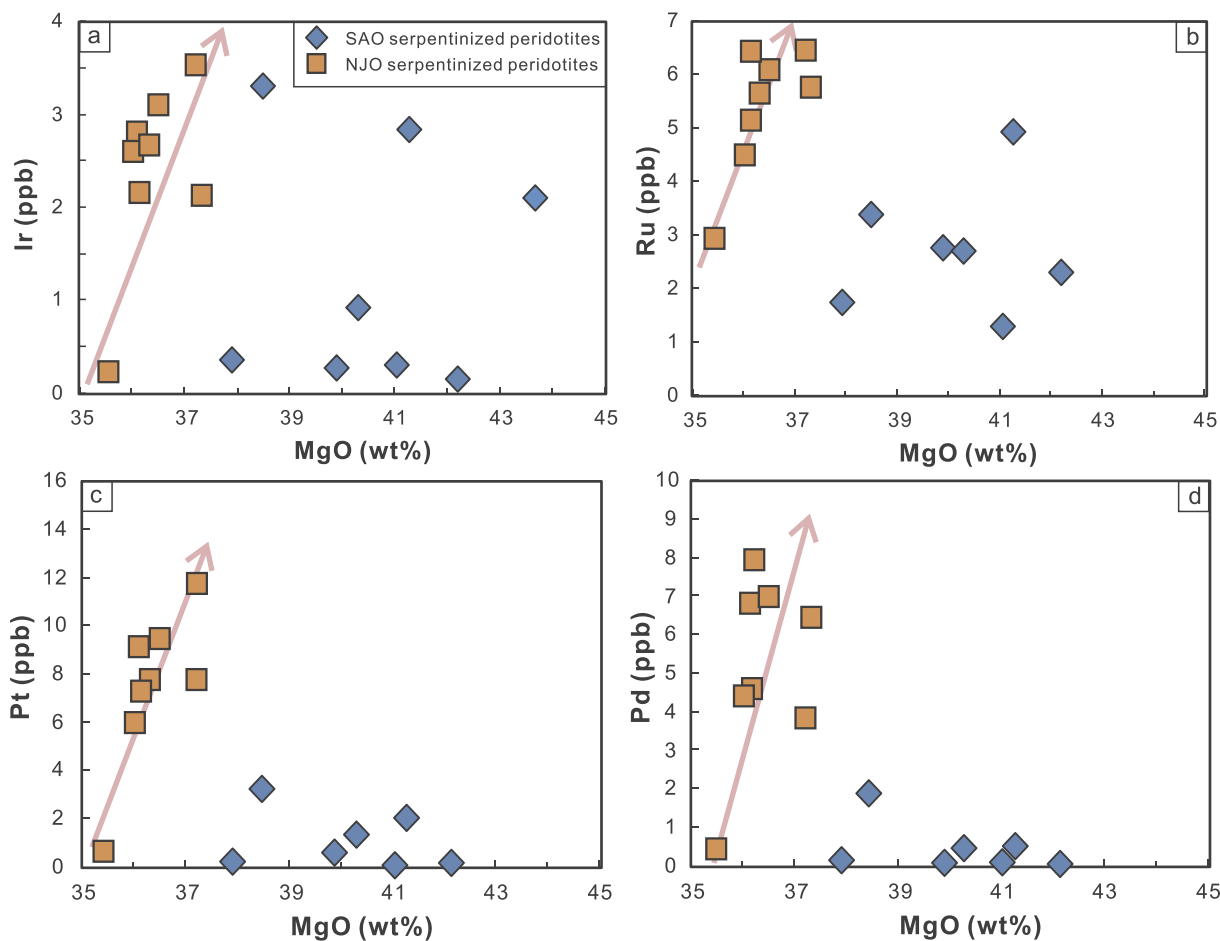 a
SAO serpentinized peridotites
NJO serpentinized peridotites
4
3
2
1
0
Ir (ppb)
35 37 39 41 43 45
MgO (wt%)
b
7
6
5
4
3
2
1
0
Ru (ppb)
35 37 39 41 43 45
MgO (wt%)
c
16
14
12
10
8
6
4
2
0
Pt (ppb)
35 37 39 41 43 45
MgO (wt%)
d
10
9
8
7
6
5
4
3
2
1
0
Pd (ppb)
35 37 39 41 43 45
MgO (wt%)